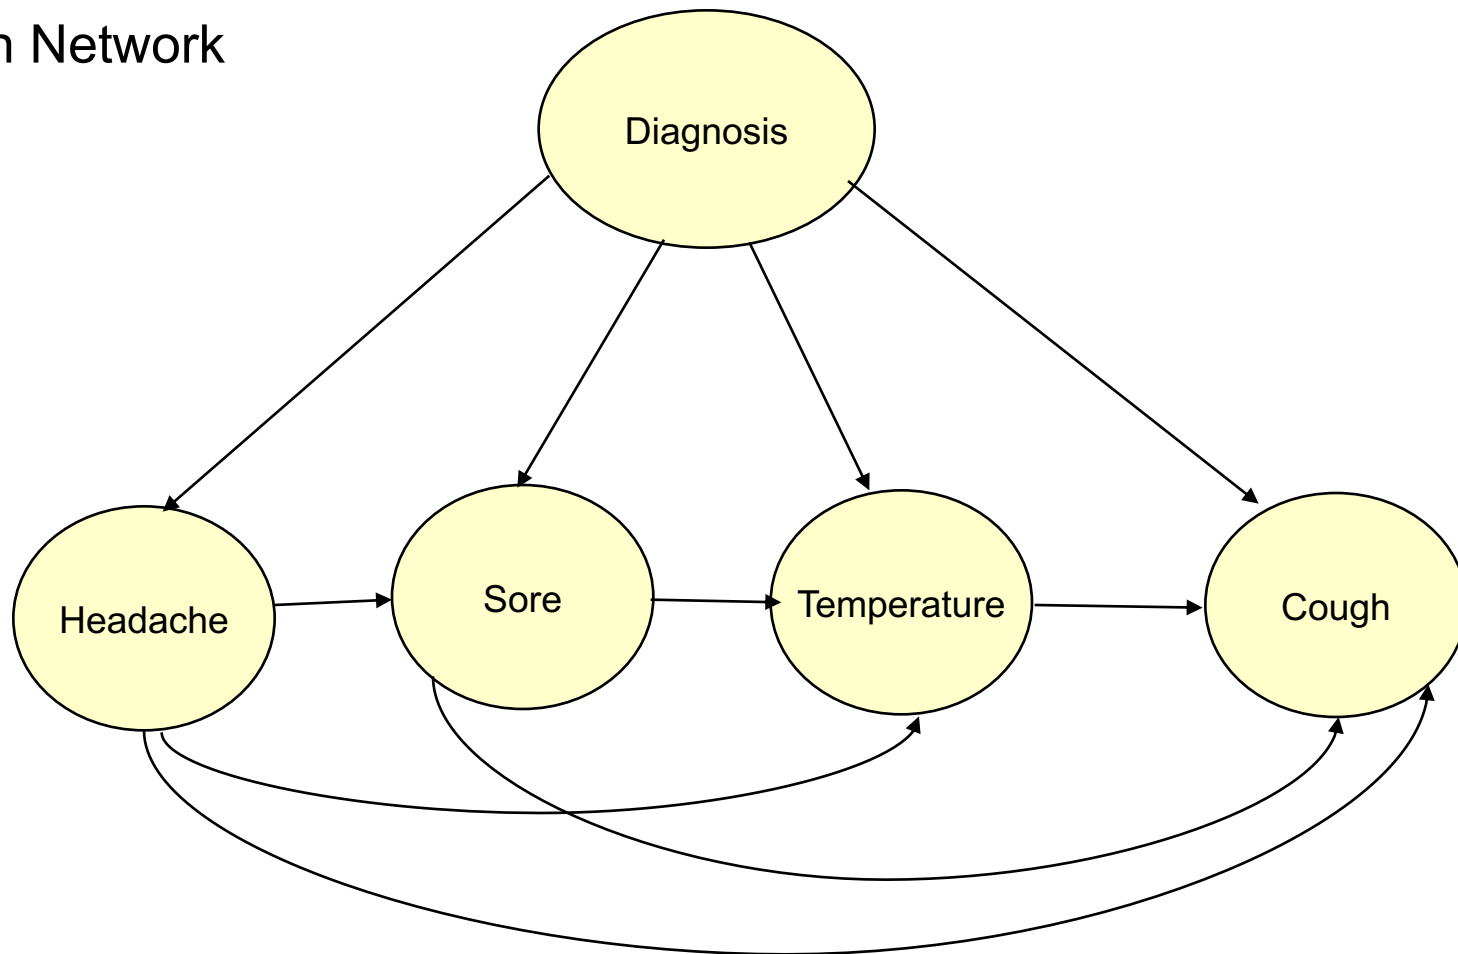 n Network
Diagnosis
Headache
Sore
Temperature
Cough